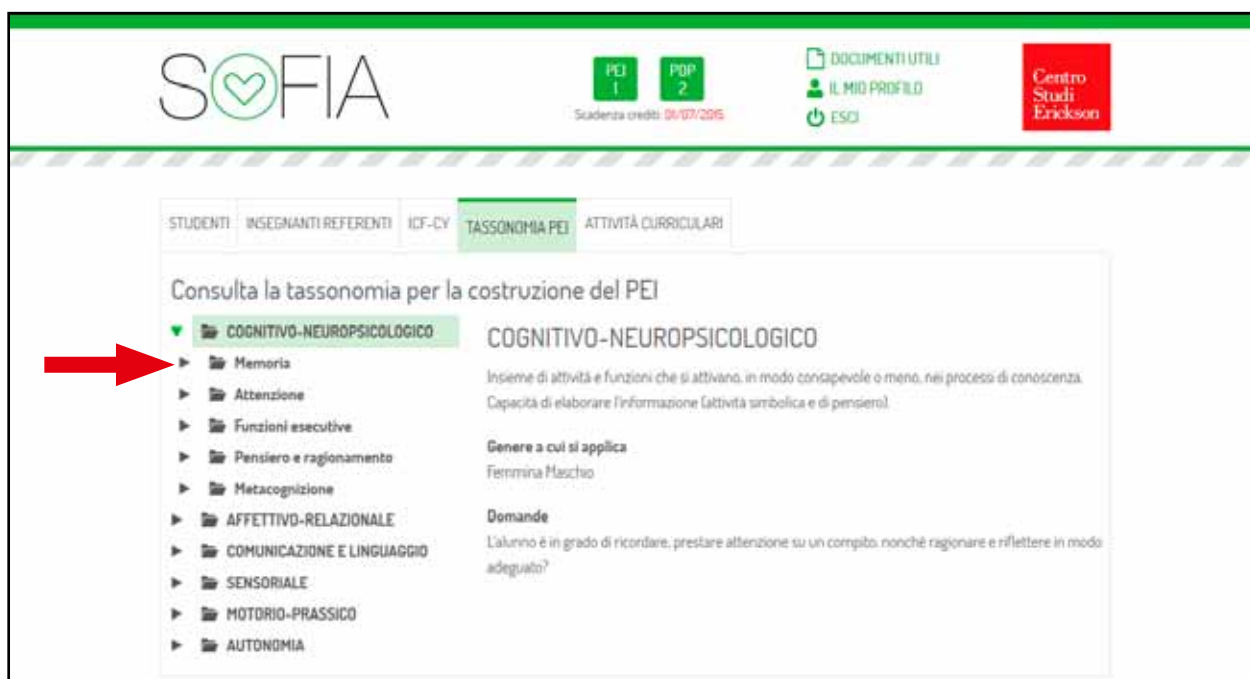 SOFIA
PEI
1
PDP
2
Scadenza crediti: 01/07/2015
DOCUMENTI UTILI
IL MIO PROFILO
ESCI
Centro
Studi
Erickson
STUDENTI
INSEGNANTI REFERENTI
ICF-CY
TASSONOMIA PEI
ATTIVITÀ CURRICULARI
Consulta la tassonomia per la costruzione del PEI
COGNITIVO-NEUROPSICOLOGICO
Memoria
Attenzione
Funzioni esecutive
Pensiero e ragionamento
Metacognizione
AFFETTIVO-RELAZIONALE
COMUNICAZIONE E LINGUAGGIO
SENSORIALE
MOTORIO-PRASSICO
AUTONOMIA
COGNITIVO-NEUROPSICOLOGICO
Insieme di attività e funzioni che si attivano, in modo consapevole o meno, nei processi di conoscenza.
Capacità di elaborare l'informazione (attività simbolica e di pensiero).
Genere a cui si applica
Femmina Maschio
Domande
L'alunno è in grado di ricordare, prestare attenzione su un compito, nonché ragionare e riflettere in modo
adeguato?